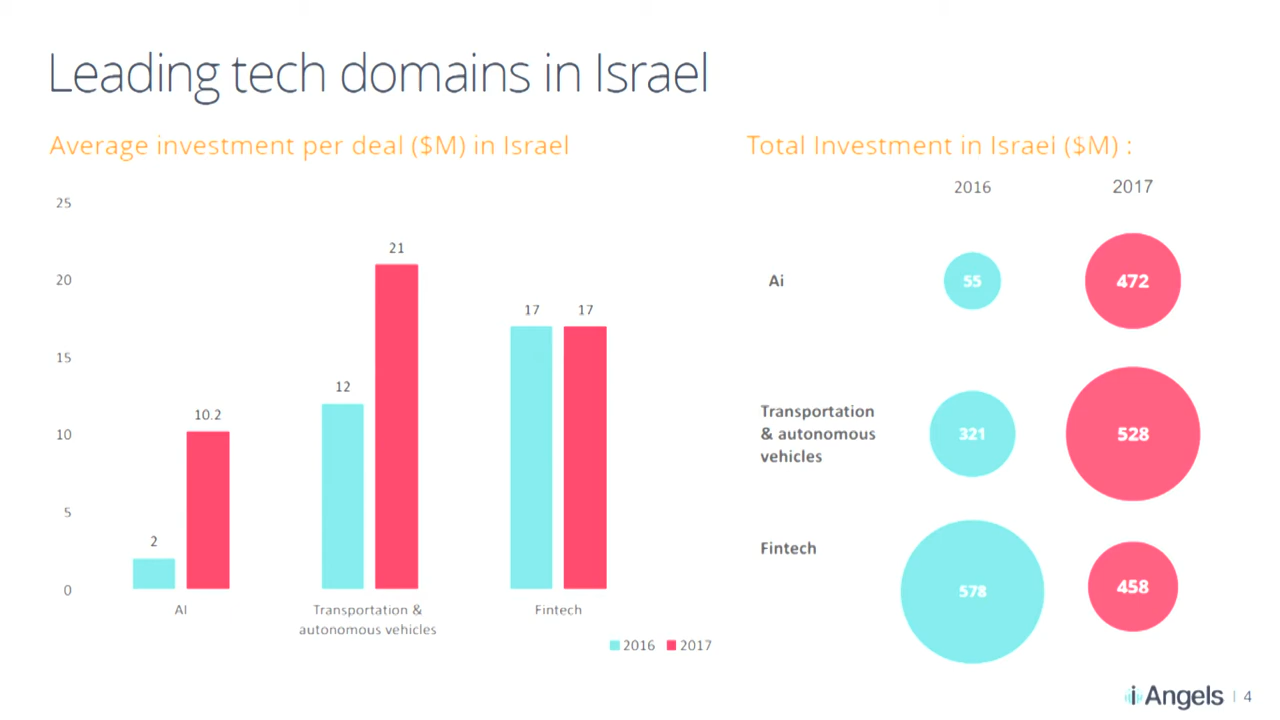 Leading tech domains in Israel
Average investment per deal ($M) in Israel
25
20
15
10
5
0
2
10.2
12
21
17
17
AI
Transportation &
autonomous vehicles
Fintech
2016
2017
Total Investment in Israel ($M) :
2016
2017
Ai
55
472
Transportation
& autonomous
vehicles
321
528
Fintech
578
458
iAngels | 4